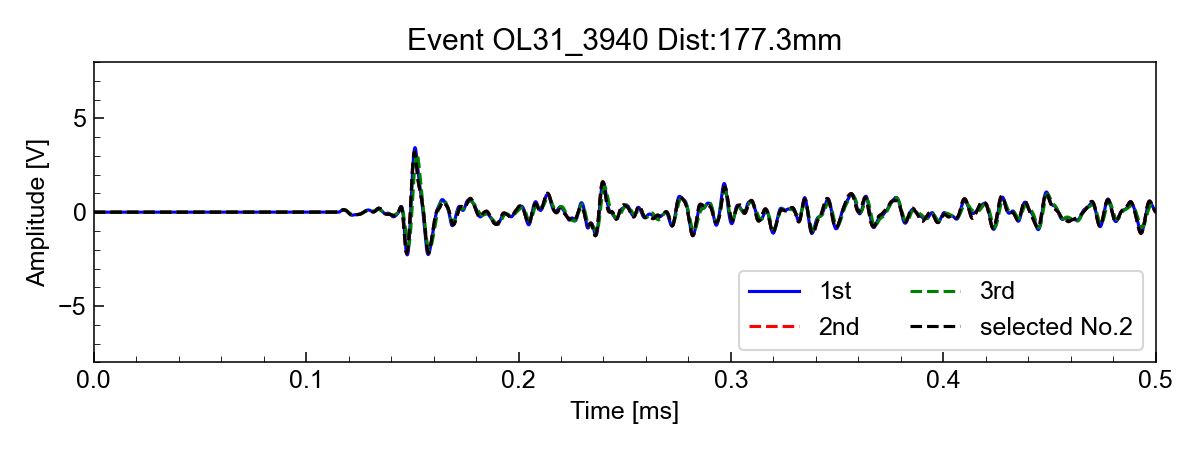 Event OL31_3940 Dist:177.3mm
Amplitude [V]
5
0
−5
1st
2nd
3rd
selected No.2
0.0 0.1 0.2 0.3 0.4 0.5
Time [ms]